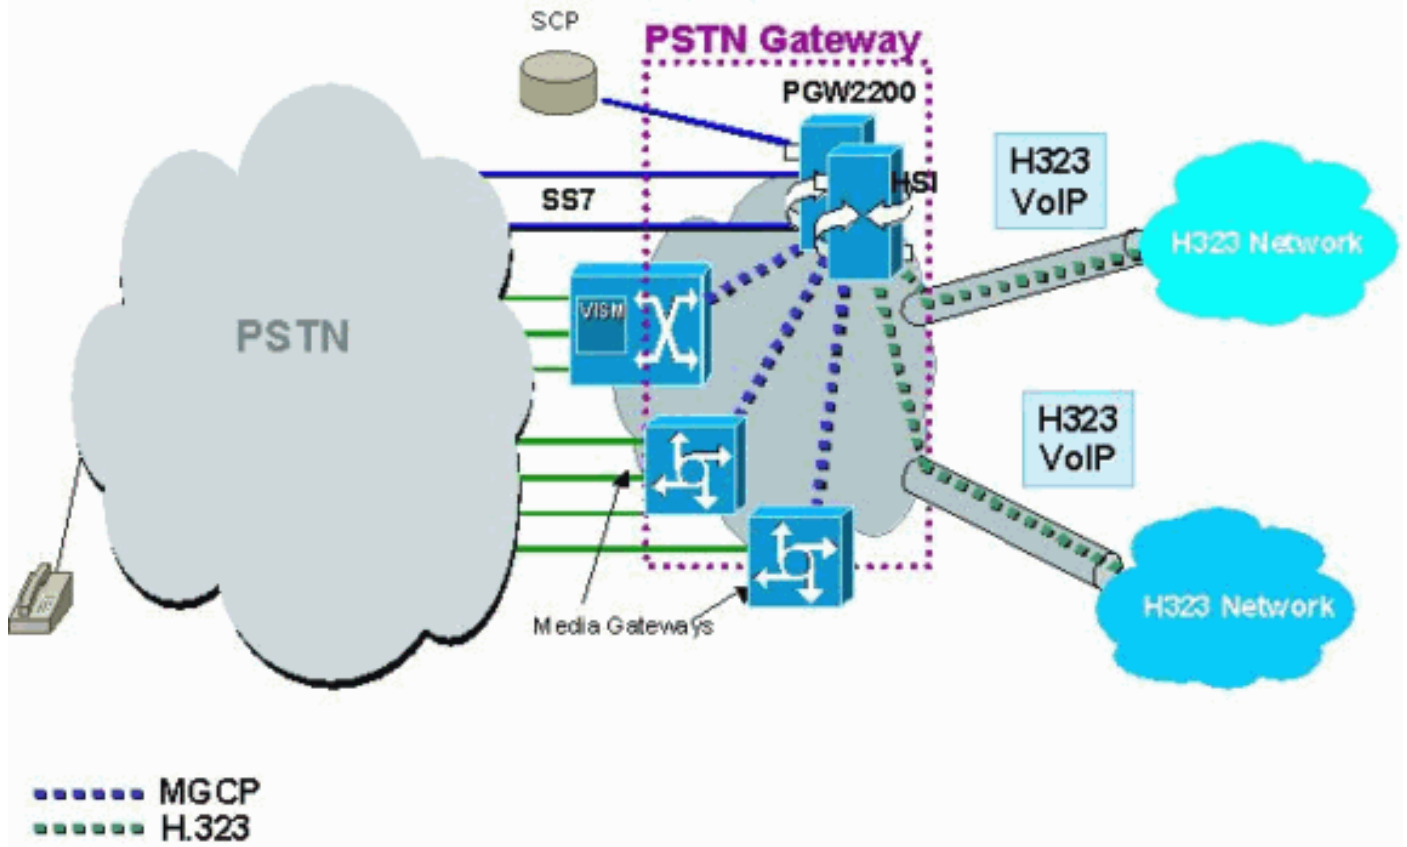 SCP
PSTN Gateway
PGW2200
H323
VoIP
HSI
SS7
H323 Network
VISM
PSTN
H323
VoIP
H323 Network
Media Gateways
MGCP
H.323